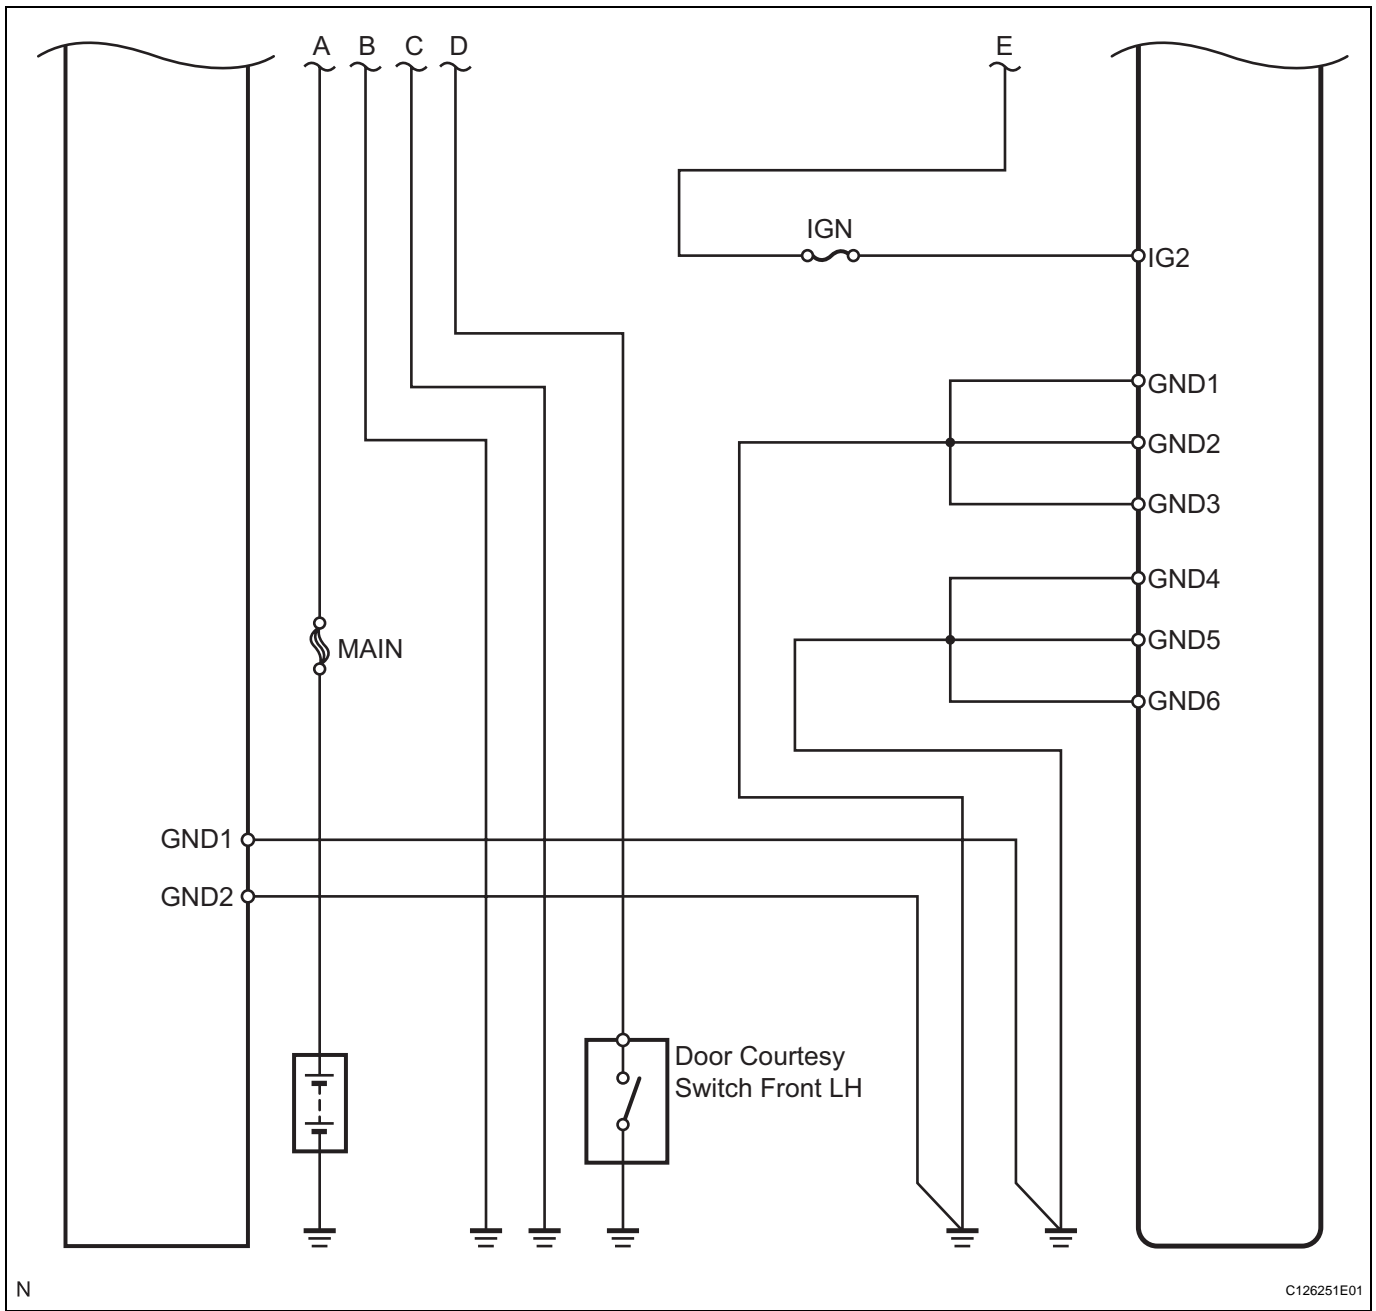 A B C D E
IGN
IG2
GND1
GND2
GND3
GND4
GND5
MAIN
GND6
GND1
GND2
Door Courtesy
Switch Front LH
N
C126251E01